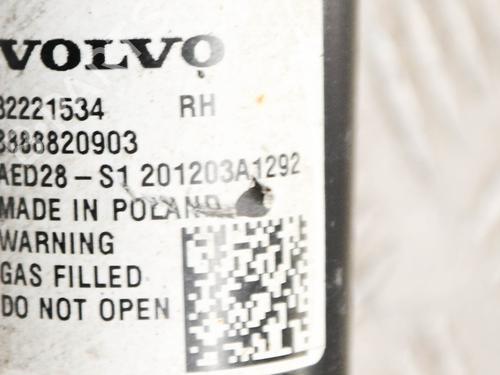 VOLVO
32221534 RH
8888820903
AED28-S1 201203A1292
MADE IN POLAND
WARNING
GAS FILLED
DO NOT OPEN